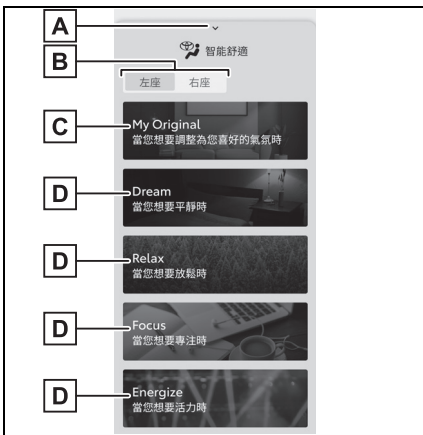 A
智能舒適
B
左座 右座
C
My Original
當您想要調整為您喜好的氣氛時
D
Dream
當您想要平靜時
D
Relax
當您想要放鬆時
D
Focus
當您想要專注時
D
Energize
當您想要活力時